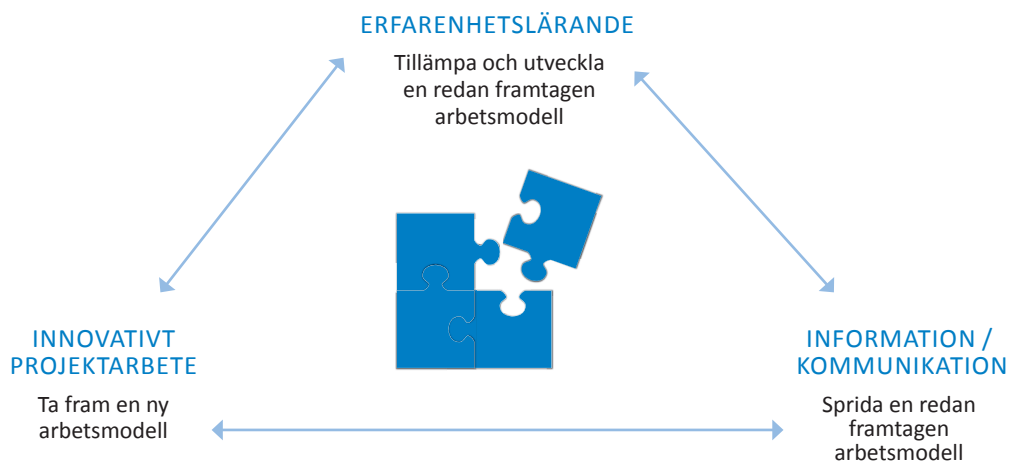 ERFARENHETSLÄRANDE
Tillämpa och utveckla
en redan framtagen
arbetsmodell
INNOVATIVT
PROJEKTARBETE
Ta fram en ny
arbetsmodell
INFORMATION /
KOMMUNIKATION
Sprida en redan
framtagen
arbetsmodell